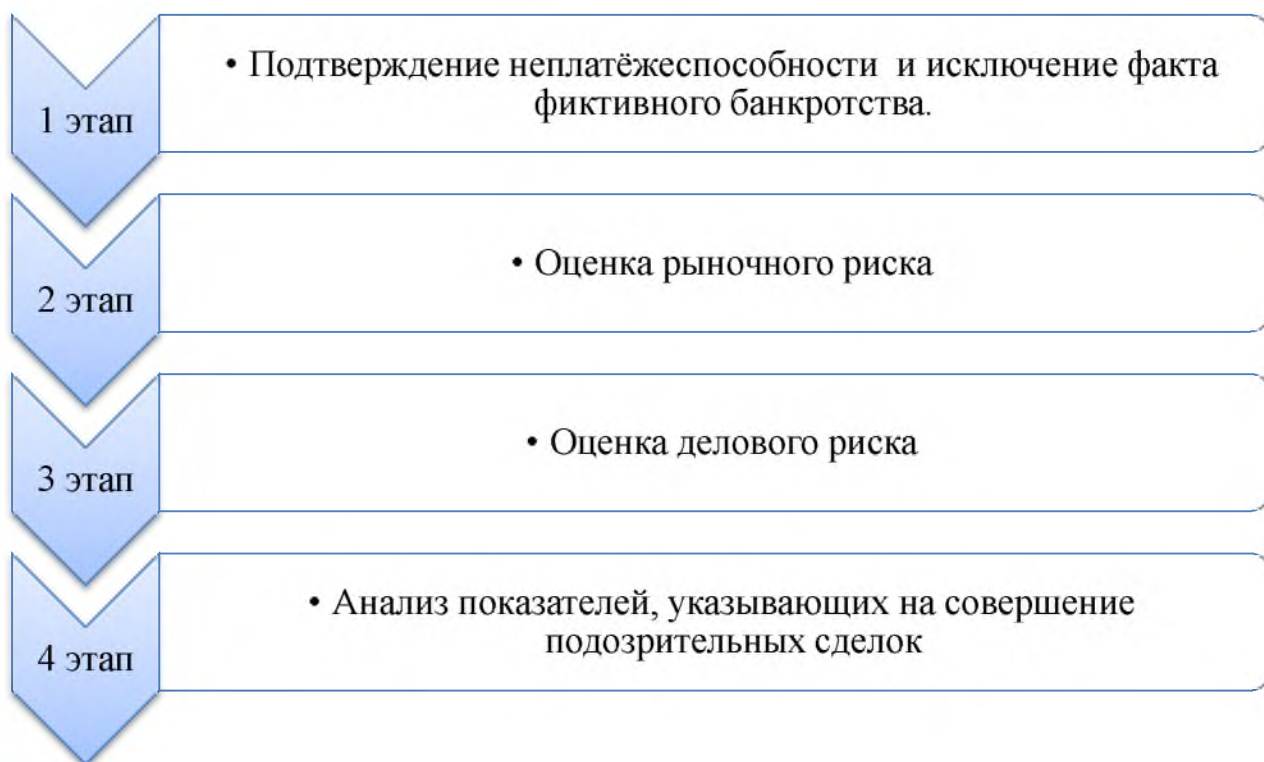 1 этап
• Подтверждение неплатёжеспособности и исключение факта
фиктивного банкротства.
2 этап
• Оценка рыночного риска
3 этап
• Оценка делового риска
4 этап
• Анализ показателей, указывающих на совершение
подозрительных сделок